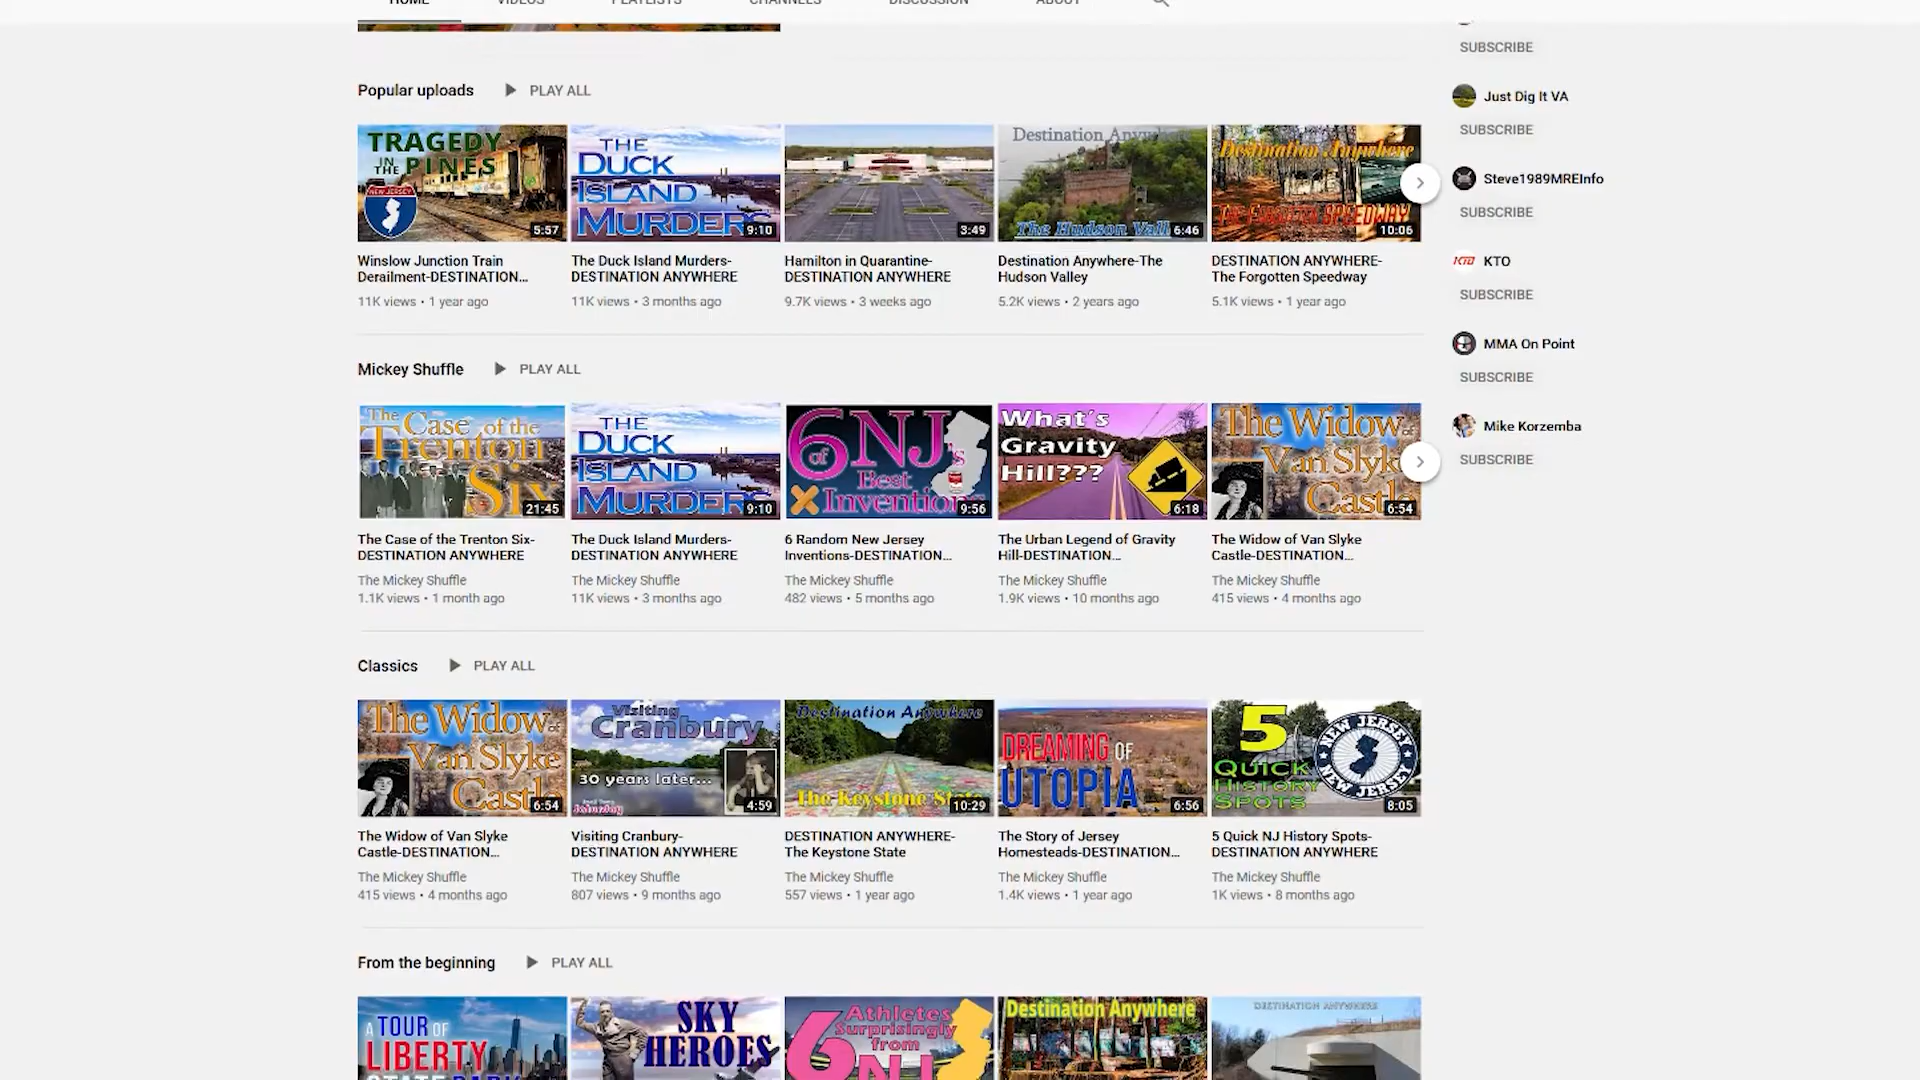 HOME VIDEOS PLAYLISTS CHANNELS DISCUSSION ABOUT
SUBSCRIBE
Popular uploads PLAY ALL
Just Dig It VA
SUBSCRIBE
TRAGEDY
IN THE PINES
NEW JERSEY
5:57
THE
DUCK
ISLAND
MURDERS
9:10
3:49
Destination Anywhere
The Hudson Vall
6:46
Destination Anywhere
The Forgotten SPEEDWAY
10:06
Steve1989MREInfo
SUBSCRIBE
Winslow Junction Train
Derailment-DESTINATION...
11K views • 1 year ago
The Duck Island Murders-
DESTINATION ANYWHERE
11K views • 3 months ago
Hamilton in Quarantine-
DESTINATION ANYWHERE
9.7K views • 3 weeks ago
Destination Anywhere-The
Hudson Valley
5.2K views • 2 years ago
DESTINATION ANYWHERE-
The Forgotten Speedway
5.1K views • 1 year ago
KTO KTO
SUBSCRIBE
MMA On Point
SUBSCRIBE
Mickey Shuffle PLAY ALL
The
Case of the
Trenton
Six
21:45
THE
DUCK
ISLAND
MURDERS
9:10
6 of NJ's
Best
Inventions
9:56
What's
Gravity
Hill???
6:18
The Widow of
Van Slyke
Castle
6:54
Mike Korzemba
SUBSCRIBE
The Case of the Trenton Six-
DESTINATION ANYWHERE
The Mickey Shuffle
1.1K views • 1 month ago
The Duck Island Murders-
DESTINATION ANYWHERE
The Mickey Shuffle
11K views • 3 months ago
6 Random New Jersey
Inventions-DESTINATION...
The Mickey Shuffle
482 views • 5 months ago
The Urban Legend of Gravity
Hill-DESTINATION...
The Mickey Shuffle
1.9K views • 10 months ago
The Widow of Van Slyke
Castle-DESTINATION...
The Mickey Shuffle
415 views • 4 months ago
Classics PLAY ALL
The Widow of
Van Slyke
Castle
6:54
Visiting
Cranbury
30 years later...
4:59
Destination Anywhere
The Keystone State
10:29
DREAMING OF
UTOPIA
6:56
5
QUICK
HISTORY
SPOTS
NEW JERSEY
NEW JERSEY
8:05
The Widow of Van Slyke
Castle-DESTINATION...
The Mickey Shuffle
415 views • 4 months ago
Visiting Cranbury-
DESTINATION ANYWHERE
The Mickey Shuffle
807 views • 9 months ago
DESTINATION ANYWHERE-
The Keystone State
The Mickey Shuffle
557 views • 1 year ago
The Story of Jersey
Homesteads-DESTINATION...
The Mickey Shuffle
1.4K views • 1 year ago
5 Quick NJ History Spots-
DESTINATION ANYWHERE
The Mickey Shuffle
1K views • 8 months ago
From the beginning PLAY ALL
A TOUR OF
LIBERTY
STATE PARK
SKY
HEROES
6 Athletes
Surprisingly
from
NJ
Destination Anywhere
DESTINATION ANYWHERE